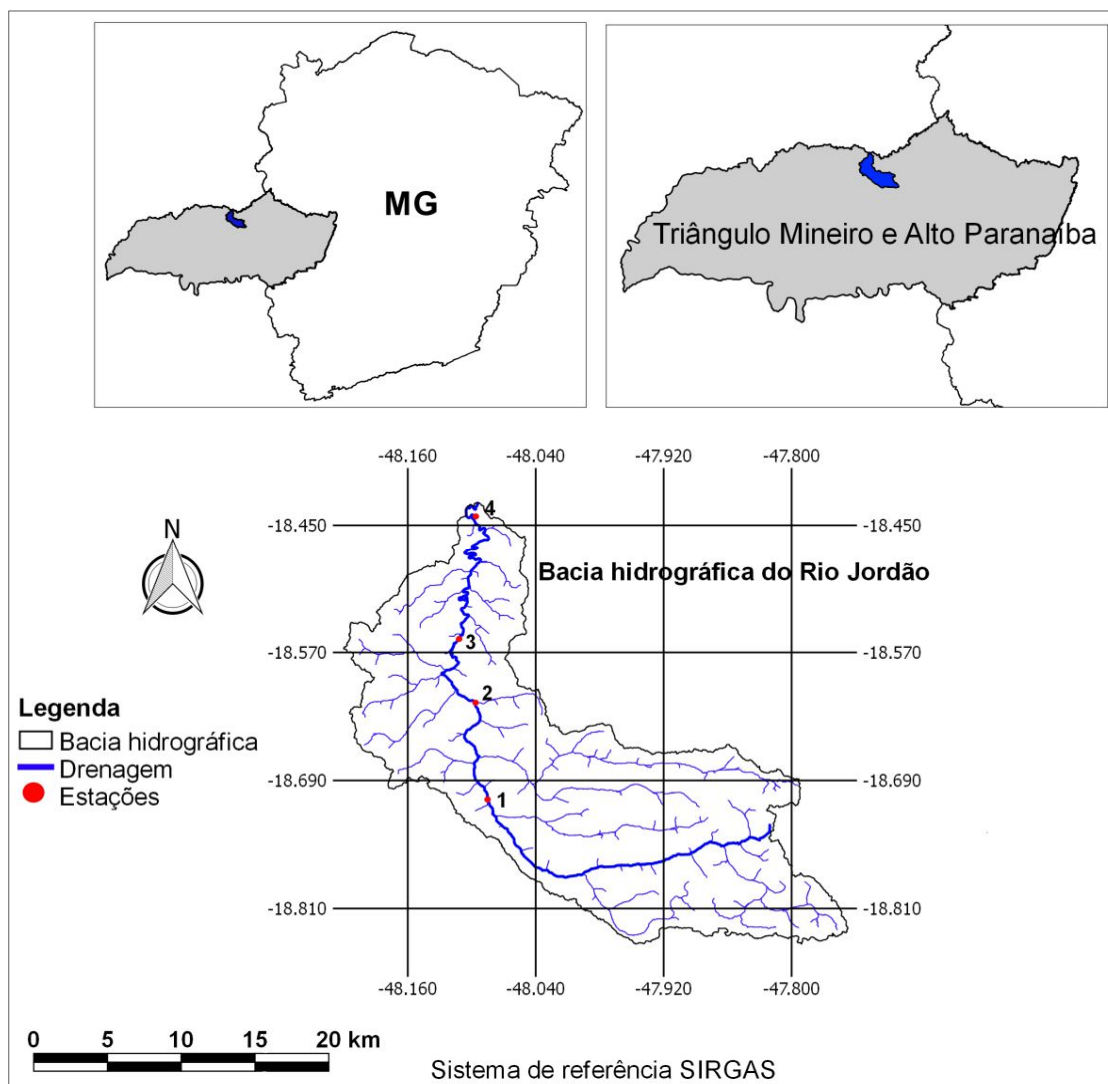 MG
Triângulo Mineiro e Alto Paranaíba
-48.160 -48.040 -47.920 -47.800
-18.450 4 -18.450
N
Bacia hidrográfica do Rio Jordão
3
-18.570 -18.570
2
Legenda
Bacia hidrográfica
Drenagem
Estações
-18.690 -18.690
1
-18.810 -18.810
-48.160 -48.040 -47.920 -47.800
0 5 10 15 20 km
Sistema de referência SIRGAS